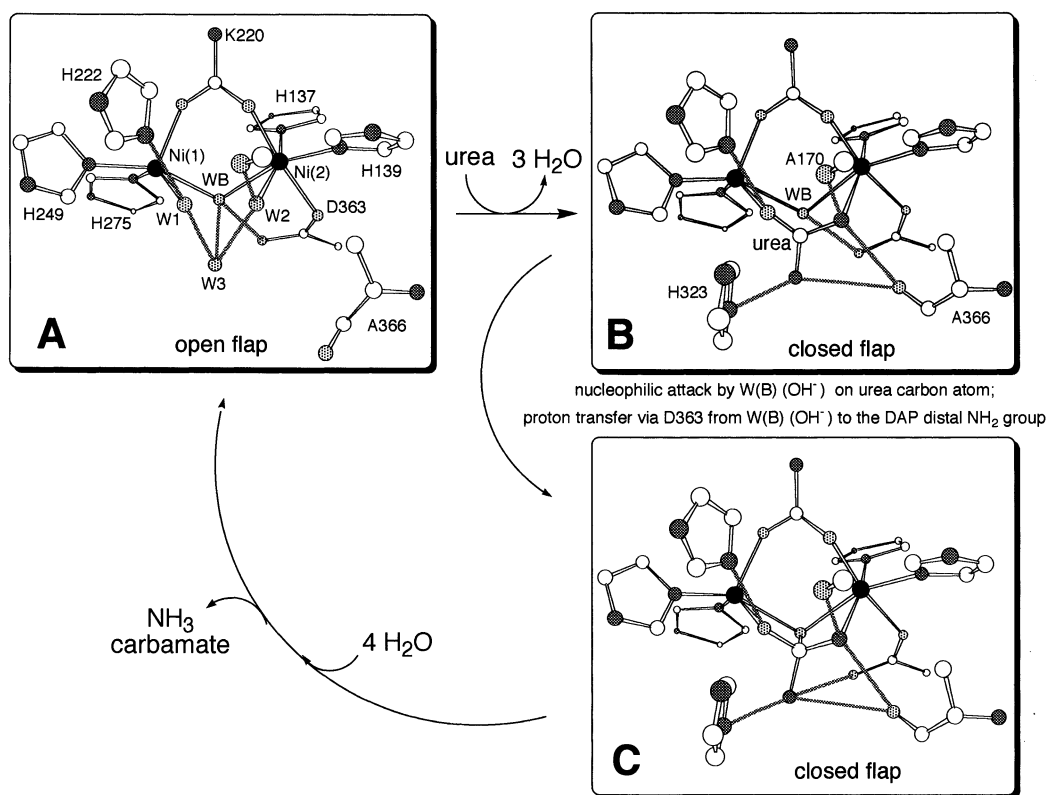 K220
H222
H137
Ni(1)
Ni(2)
H139
WB
H249
H275
W1
W2
D363
W3
A366
A
open flap
urea
3 H₂O
A170
WB
urea
H323
A366
B
closed flap
nucleophilic attack by W(B) (OH⁻) on urea carbon atom;
proton transfer via D363 from W(B) (OH⁻) to the DAP distal NH₂ group
NH₃
carbamate
4 H₂O
C
closed flap